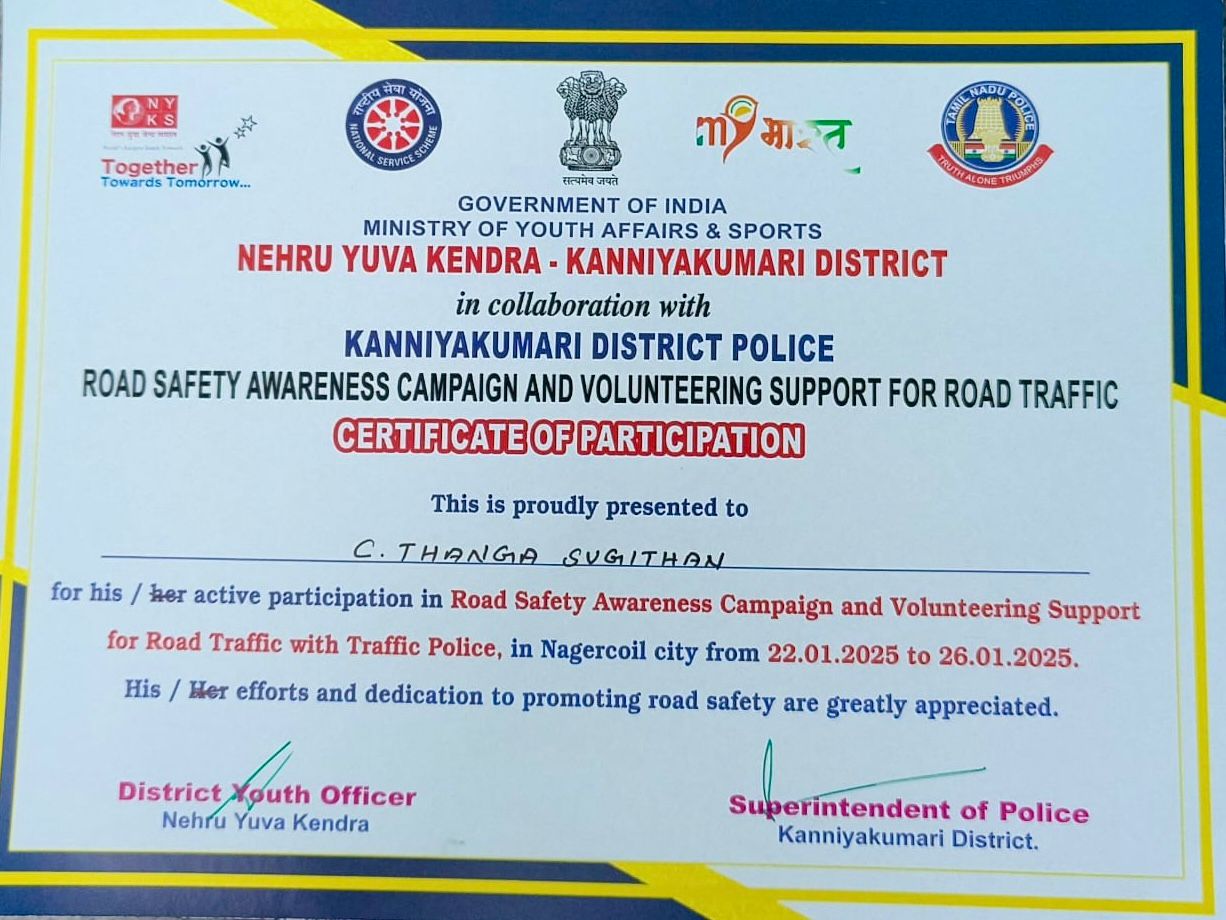 NYKS
नेहरू युवा केन्द्र संगठन
Together
Towards Tomorrow...
राष्ट्रीय सेवा योजना
NATIONAL SERVICE SCHEME
सत्यमेव जयते
my भारत
TAMIL NADU POLICE
TRUTH ALONE TRIUMPHS
GOVERNMENT OF INDIA
MINISTRY OF YOUTH AFFAIRS & SPORTS
NEHRU YUVA KENDRA - KANNIYAKUMARI DISTRICT
in collaboration with
KANNIYAKUMARI DISTRICT POLICE
ROAD SAFETY AWARENESS CAMPAIGN AND VOLUNTEERING SUPPORT FOR ROAD TRAFFIC
CERTIFICATE OF PARTICIPATION
This is proudly presented to
C. THANGA SUGITHAN
for his / her active participation in Road Safety Awareness Campaign and Volunteering Support
for Road Traffic with Traffic Police, in Nagercoil city from 22.01.2025 to 26.01.2025.
His / Her efforts and dedication to promoting road safety are greatly appreciated.
District Youth Officer
Nehru Yuva Kendra
Superintendent of Police
Kanniyakumari District.